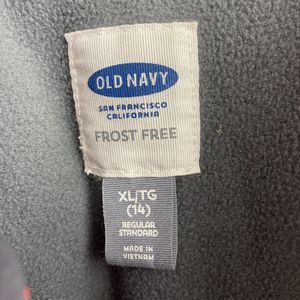 OLD NAVY
SAN FRANCISCO
CALIFORNIA
FROST FREE
XL/TG
(14)
REGULAR
STANDARD
MADE IN
VIETNAM